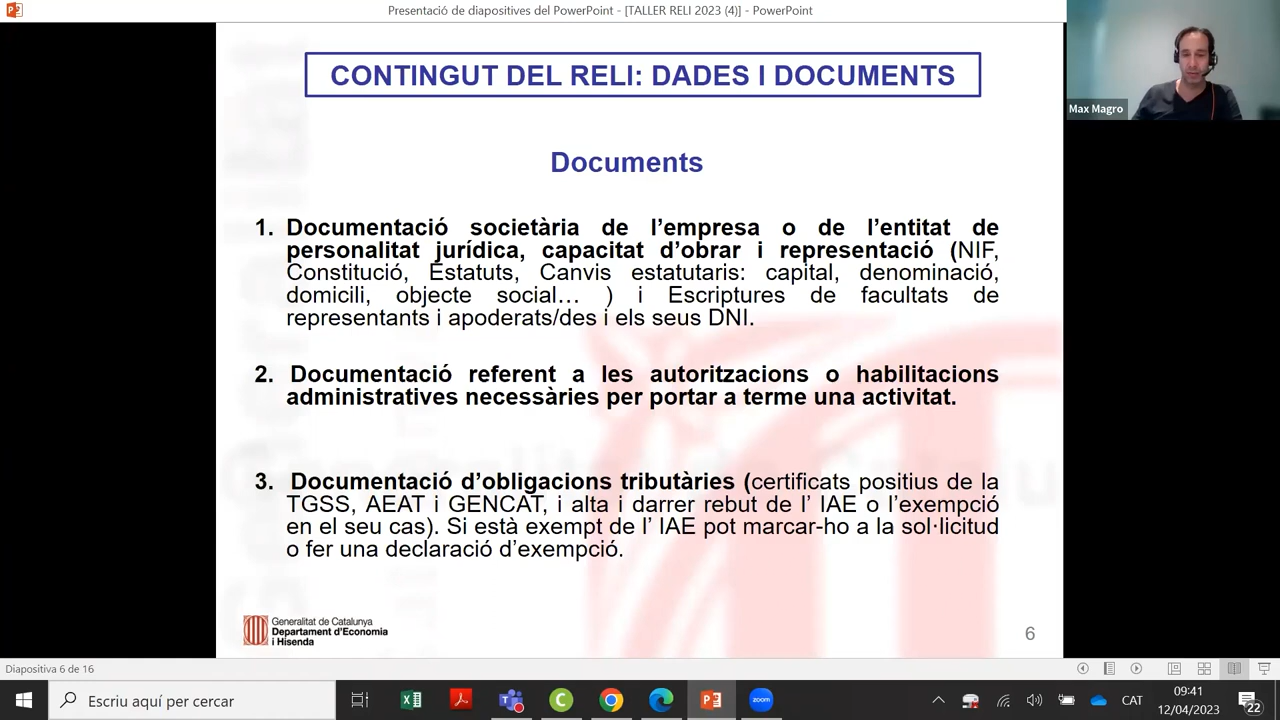 Presentació de diapositives del PowerPoint - [TALLER RELI 2023 (4)] - PowerPoint
Max Magro
CONTINGUT DEL RELI: DADES I DOCUMENTS
Documents
1. Documentació societària de l’empresa o de l’entitat de
personalitat jurídica, capacitat d’obrar i representació (NIF,
Constitució, Estatuts, Canvis estatutaris: capital, denominació,
domicili, objecte social… ) i Escriptures de facultats de
representants i apoderats/des i els seus DNI.
2. Documentació referent a les autoritzacions o habilitacions
administratives necessàries per portar a terme una activitat.
3. Documentació d’obligacions tributàries (certificats positius de la
TGSS, AEAT i GENCAT, i alta i darrer rebut de l’ IAE o l’exempció
en el seu cas). Si està exempt de l’ IAE pot marcar-ho a la sol·licitud
o fer una declaració d’exempció.
Generalitat de Catalunya
Departament d'Economia
i Hisenda
6
Diapositiva 6 de 16
Escriu aquí per cercar
zoom
CAT
09:41
12/04/2023
22